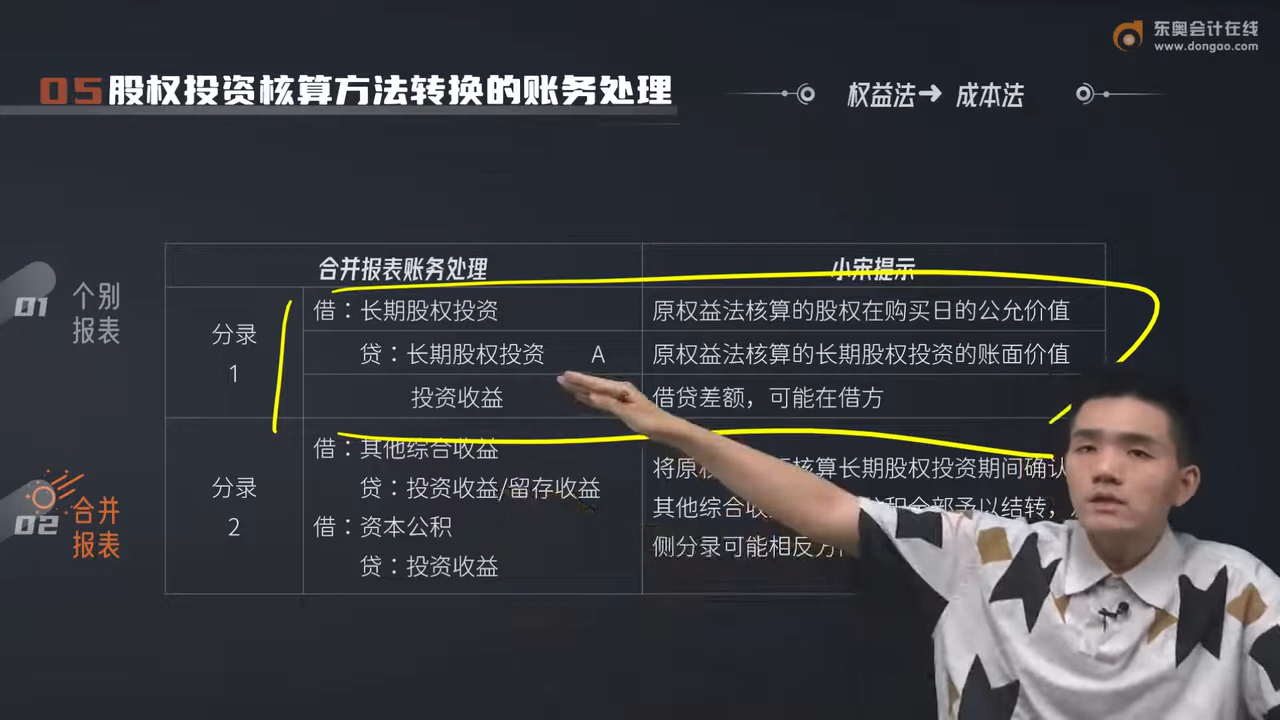 东奥会计在线
www.dongao.com
05 股权投资核算方法转换的账务处理
权益法→成本法
01 个别报表
02 合并报表
合并报表账务处理
小宋提示
分录1
借：长期股权投资
原权益法核算的股权在购买日的公允价值
贷：长期股权投资 A
原权益法核算的长期股权投资的账面价值
投资收益
借贷差额，可能在借方
分录2
借：其他综合收益
贷：投资收益/留存收益
借：资本公积
贷：投资收益
将原权 核算长期股权投资期间确认
其他综合收 积全部予以结转，
侧分录可能相反方